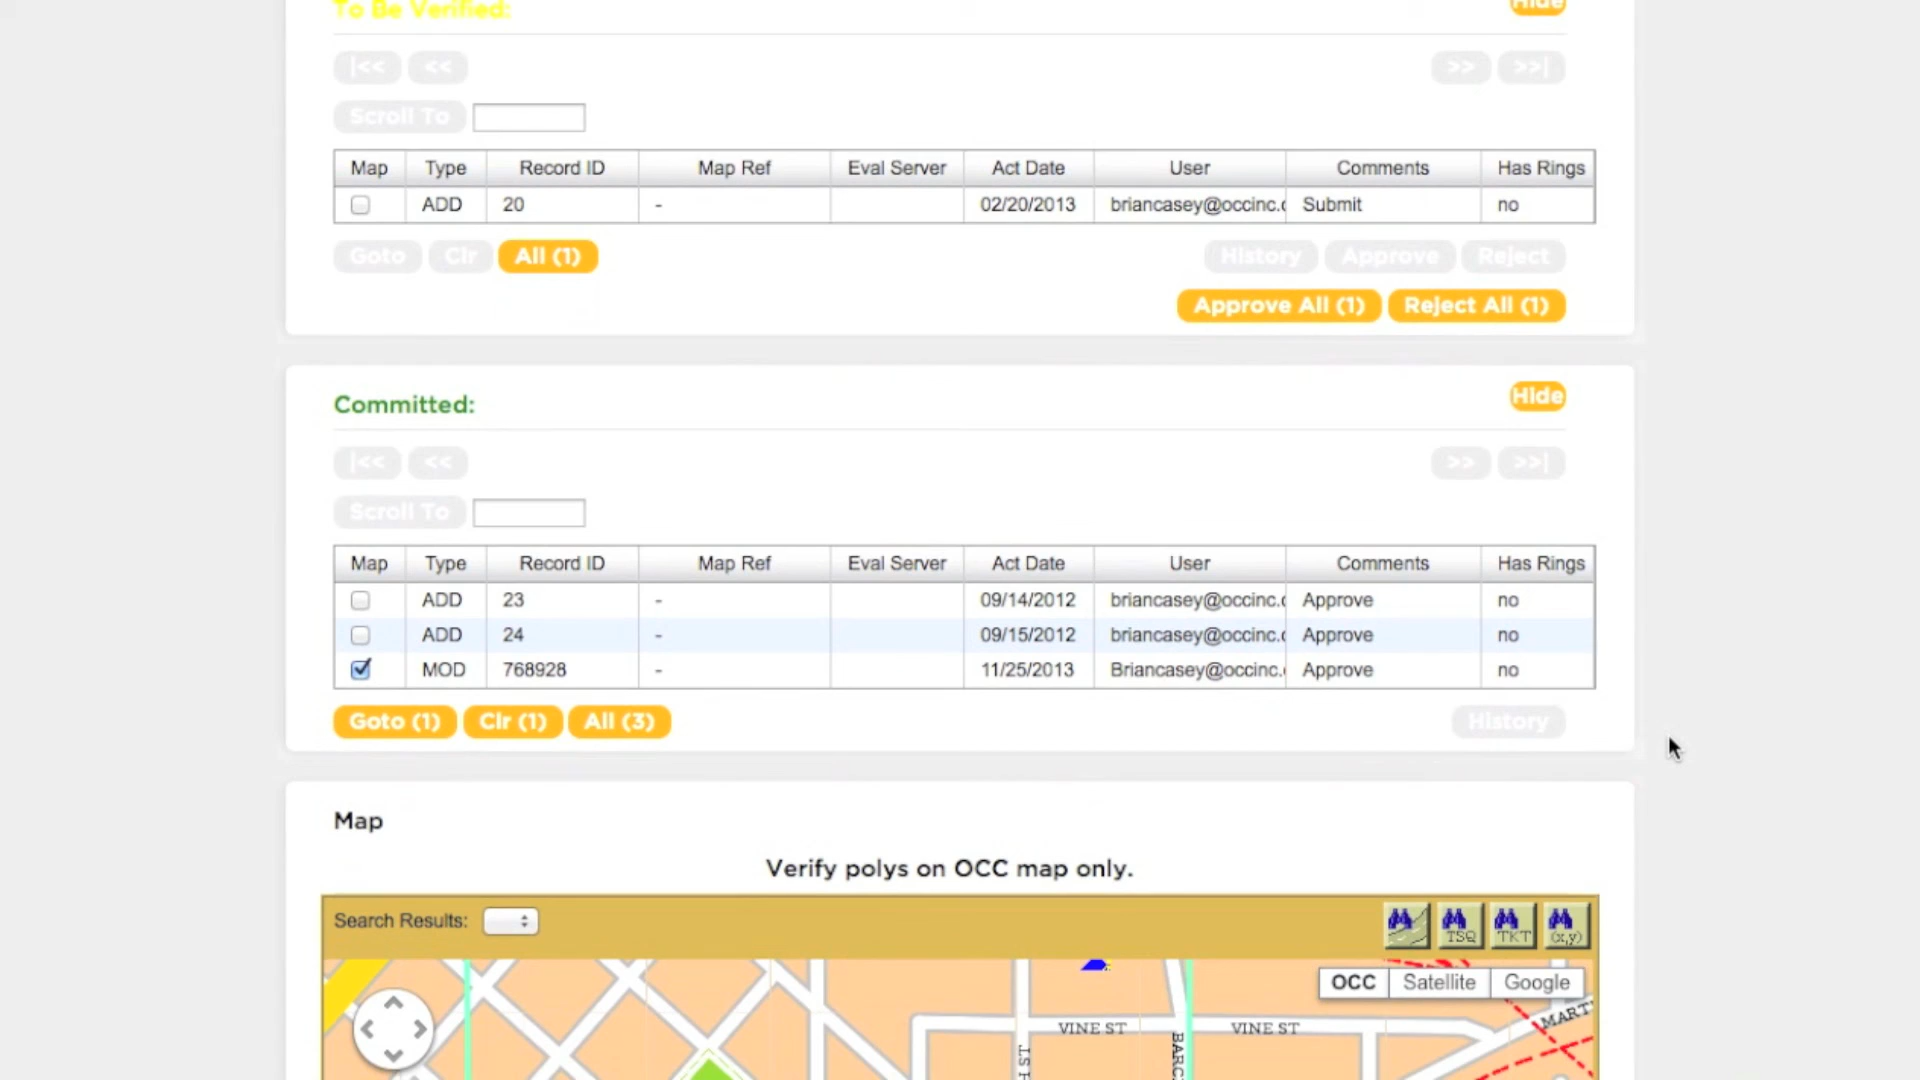 To Be Verified:
Hide
|<< << >> >>|
Scroll To
Map Type Record ID Map Ref Eval Server Act Date User Comments Has Rings
ADD 20 - 02/20/2013 briancasey@occinc.c Submit no
Goto Clr All (1) History Approve Reject
Approve All (1) Reject All (1)
Committed:
Hide
|<< << >> >>|
Scroll To
Map Type Record ID Map Ref Eval Server Act Date User Comments Has Rings
ADD 23 - 09/14/2012 briancasey@occinc.c Approve no
ADD 24 - 09/15/2012 briancasey@occinc.c Approve no
MOD 768928 - 11/25/2013 Briancasey@occinc. Approve no
Goto (1) Clr (1) All (3) History
Map
Verify polys on OCC map only.
Search Results:
TSQ TKT (x,y)
OCC Satellite Google
VINE ST VINE ST
MART
BARC
ST